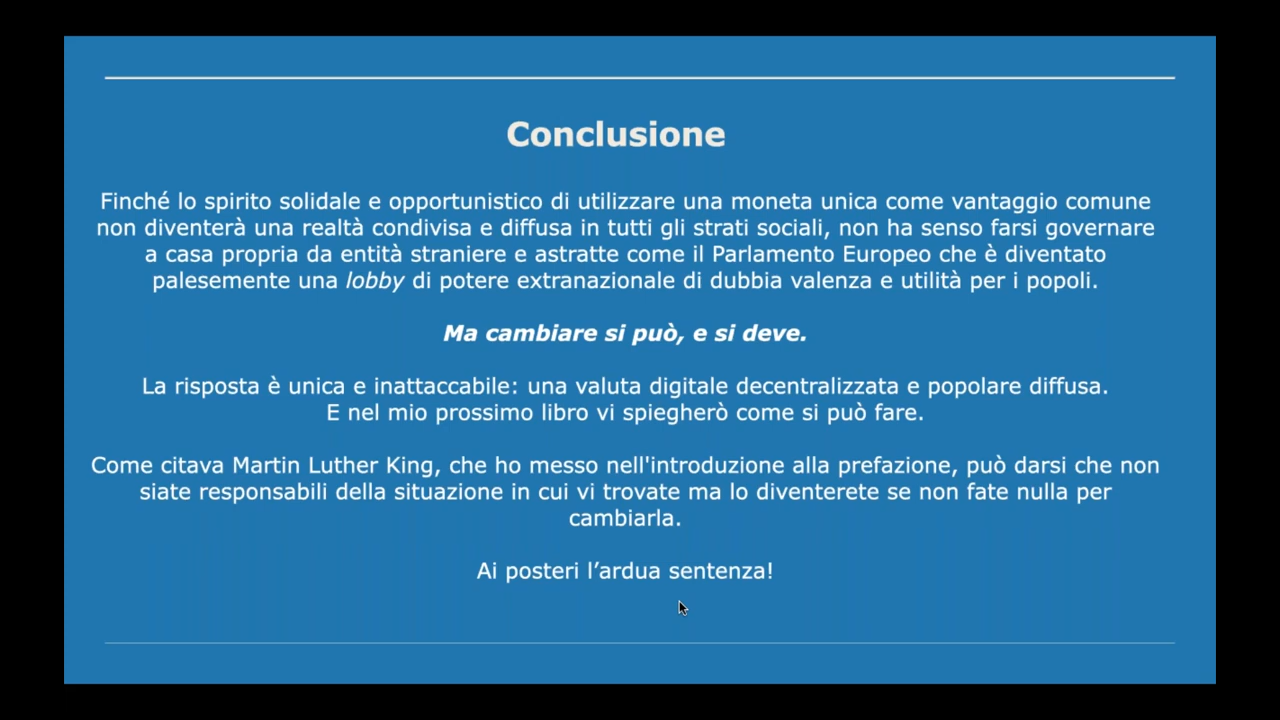 Conclusione
Finché lo spirito solidale e opportunistico di utilizzare una moneta unica come vantaggio comune
non diventerà una realtà condivisa e diffusa in tutti gli strati sociali, non ha senso farsi governare
a casa propria da entità straniere e astratte come il Parlamento Europeo che è diventato
palesemente una lobby di potere extranazionale di dubbia valenza e utilità per i popoli.
Ma cambiare si può, e si deve.
La risposta è unica e inattaccabile: una valuta digitale decentralizzata e popolare diffusa.
E nel mio prossimo libro vi spiegherò come si può fare.
Come citava Martin Luther King, che ho messo nell'introduzione alla prefazione, può darsi che non
siate responsabili della situazione in cui vi trovate ma lo diventerete se non fate nulla per
cambiarla.
Ai posteri l’ardua sentenza!